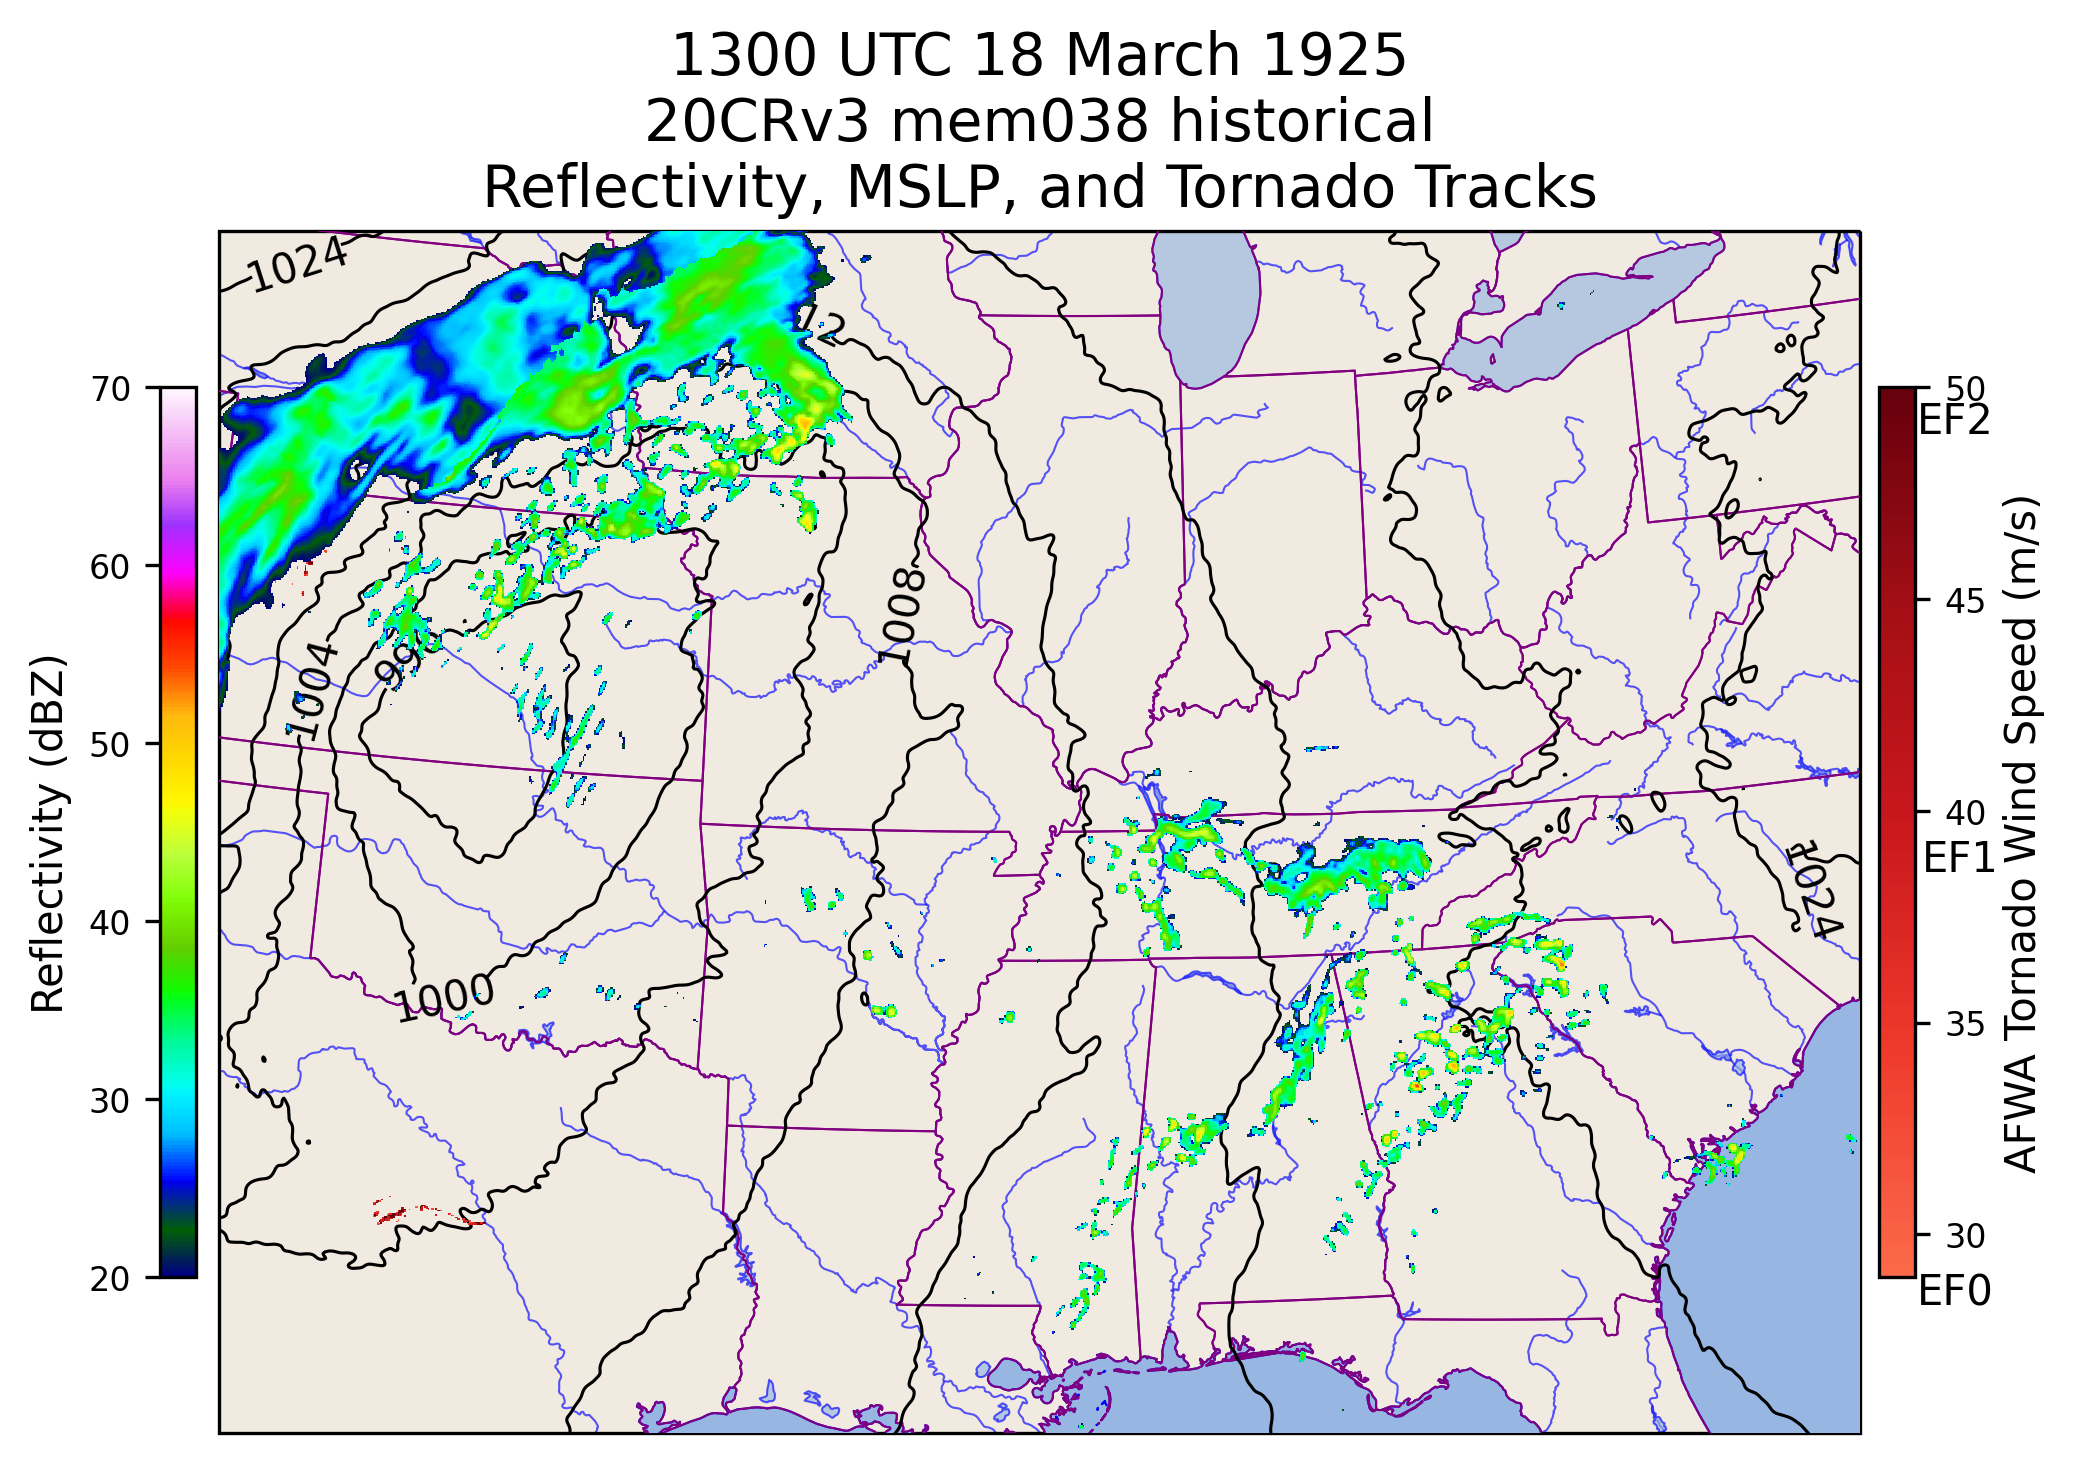 1300 UTC 18 March 1925
20CRv3 mem038 historical
Reflectivity, MSLP, and Tornado Tracks
1024
12
1008
1004
996
1000
1024
70
60
50
40
30
20
Reflectivity (dBZ)
50
EF2
45
40
EF1
35
30
EF0
AFWA Tornado Wind Speed (m/s)